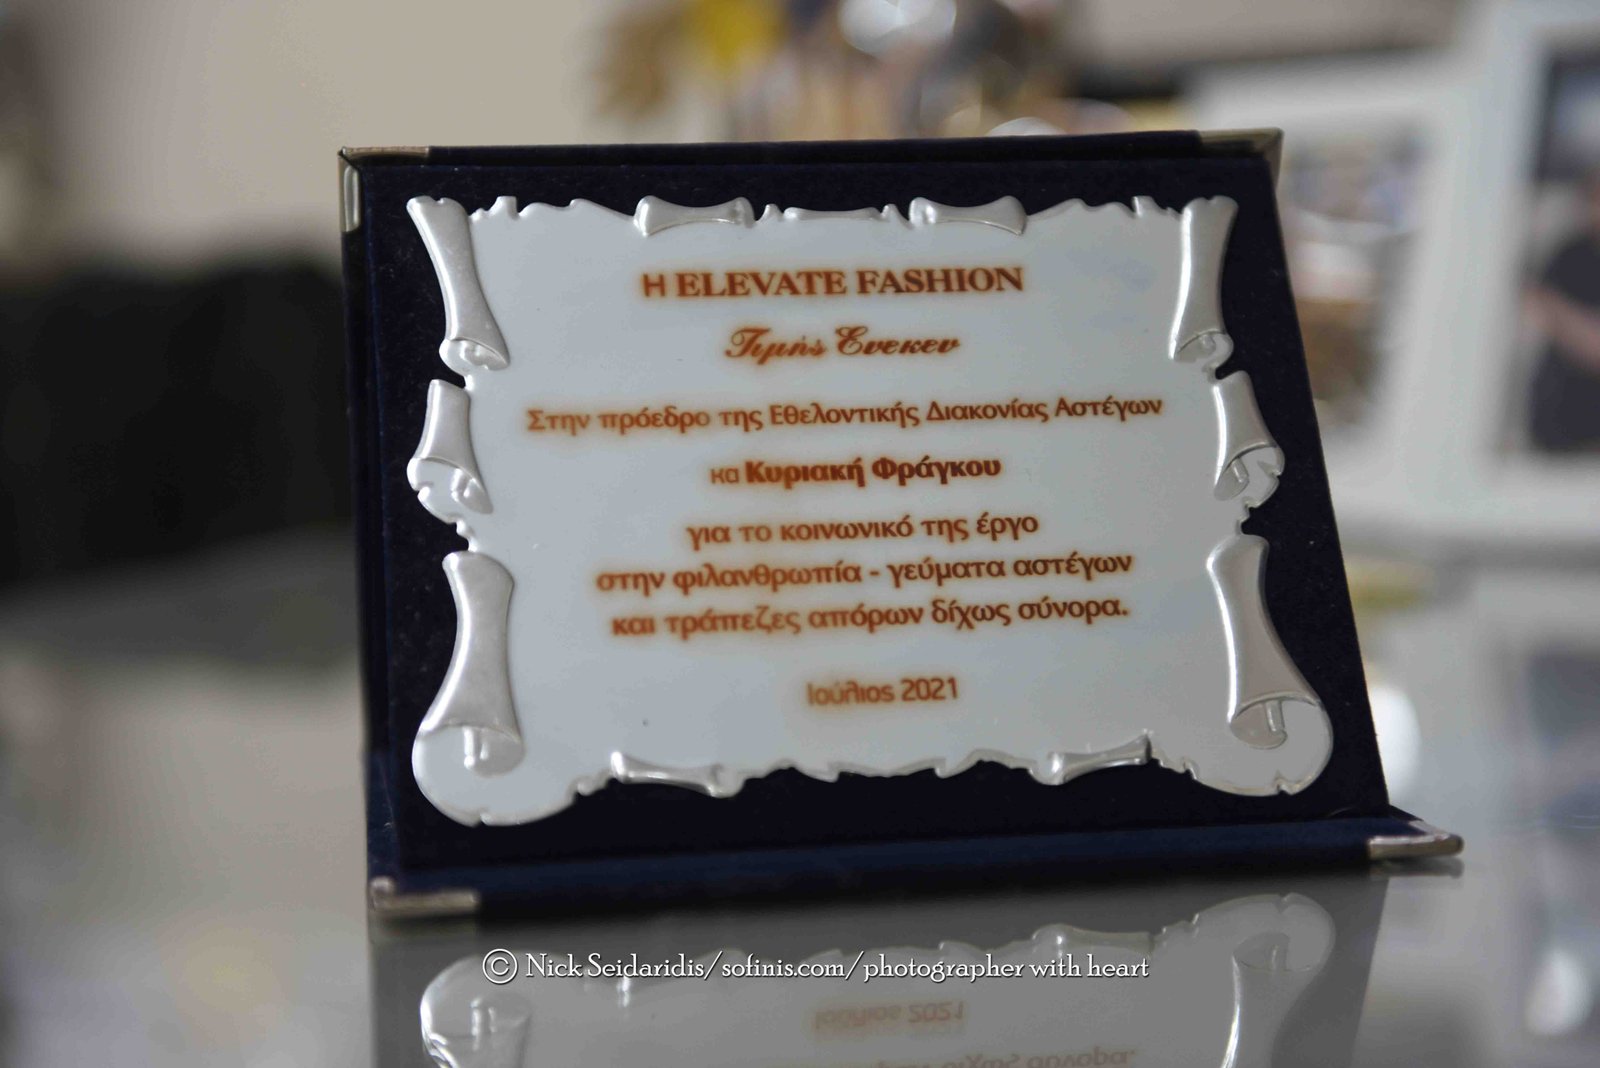 Η ELEVATE FASHION
Τιμής Ένεκεν
Στην πρόεδρο της Εθελοντικής Διακονίας Αστέγων
κα Κυριακή Φράγκου
για το κοινωνικό της έργο
στην φιλανθρωπία - γεύματα αστέγων
και τράπεζες απόρων δίχως σύνορα.
Ιούλιος 2021
© Nick Seidaridis/sofinis.com/photographer with heart